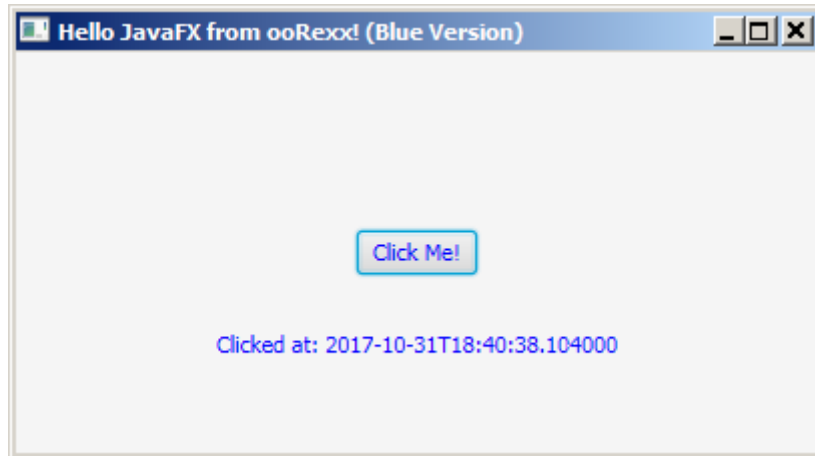 Hello JavaFX from ooRexx! (Blue Version)
Click Me!
Clicked at: 2017-10-31T18:40:38.104000